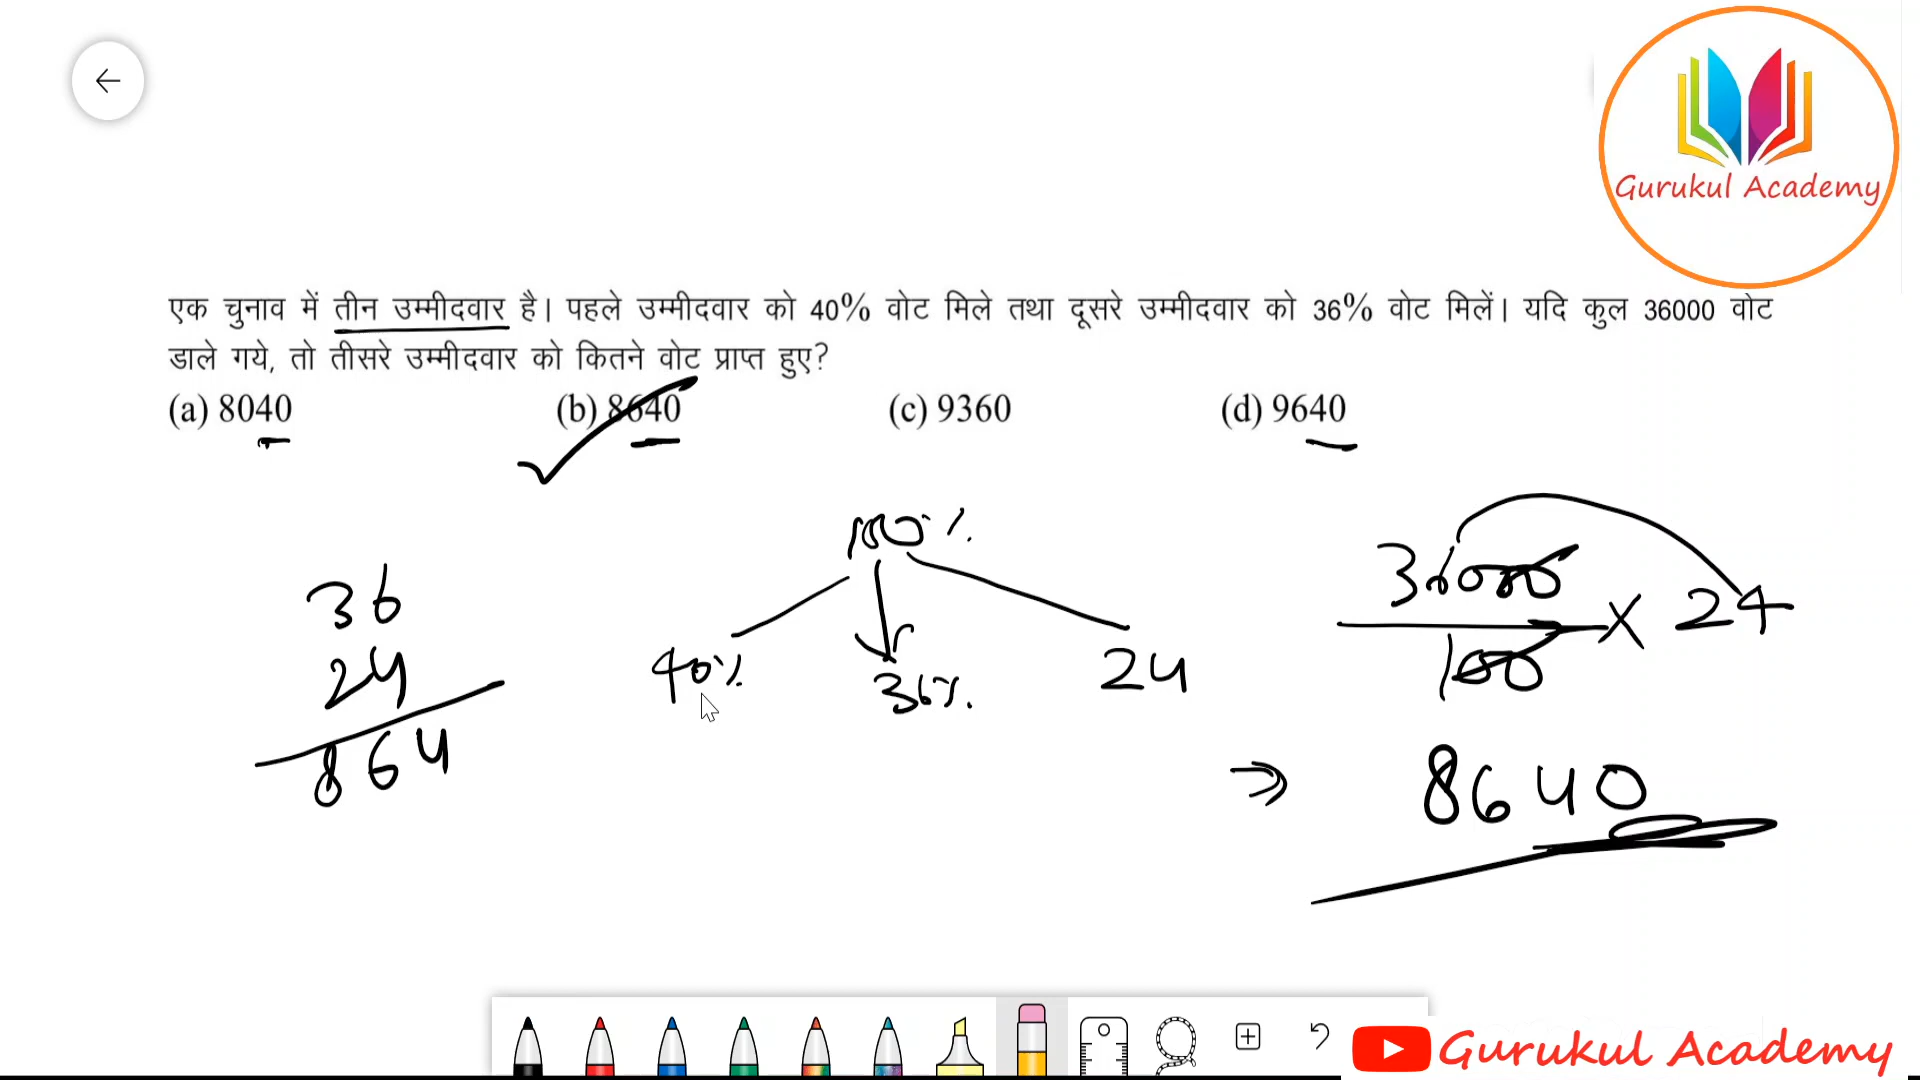 Gurukul Academy
एक चुनाव में तीन उम्मीदवार है। पहले उम्मीदवार को 40% वोट मिले तथा दूसरे उम्मीदवार को 36% वोट मिलें। यदि कुल 36000 वोट
डाले गये, तो तीसरे उम्मीदवार को कितने वोट प्राप्त हुए?
(a) 8040 (b) 8640 (c) 9360 (d) 9640
100%
40% 36% 24
36
24
864
36000
100
× 24
⇒ 8640
Gurukul Academy